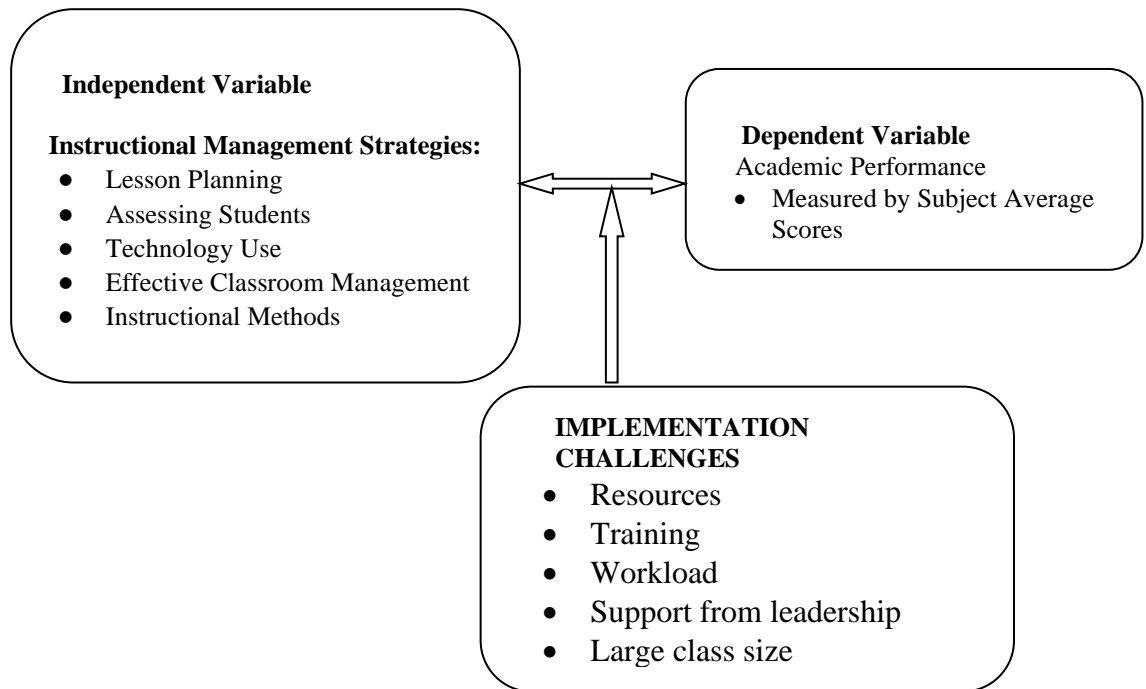 Independent Variable
Instructional Management Strategies:
● Lesson Planning
● Assessing Students
● Technology Use
● Effective Classroom Management
● Instructional Methods
Dependent Variable
Academic Performance
● Measured by Subject Average
Scores
IMPLEMENTATION
CHALLENGES
● Resources
● Training
● Workload
● Support from leadership
● Large class size